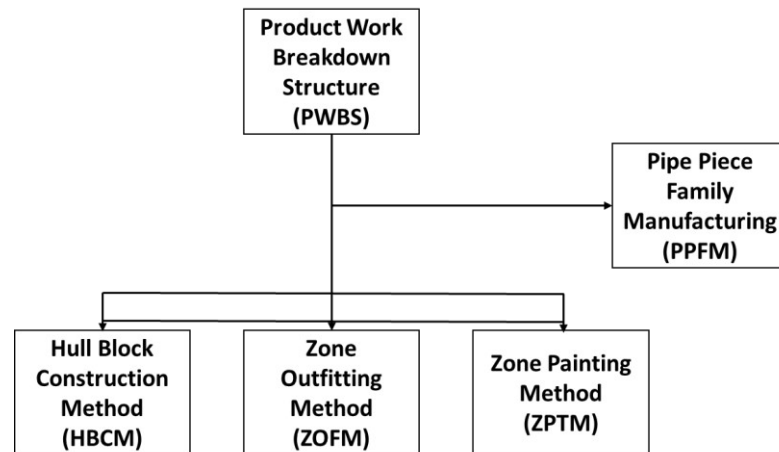 Product Work
Breakdown
Structure
(PWBS)
Pipe Piece
Family
Manufacturing
(PPFM)
Hull Block
Construction
Method
(HBCM)
Zone
Outfitting
Method
(ZOFM)
Zone Painting
Method
(ZPTM)